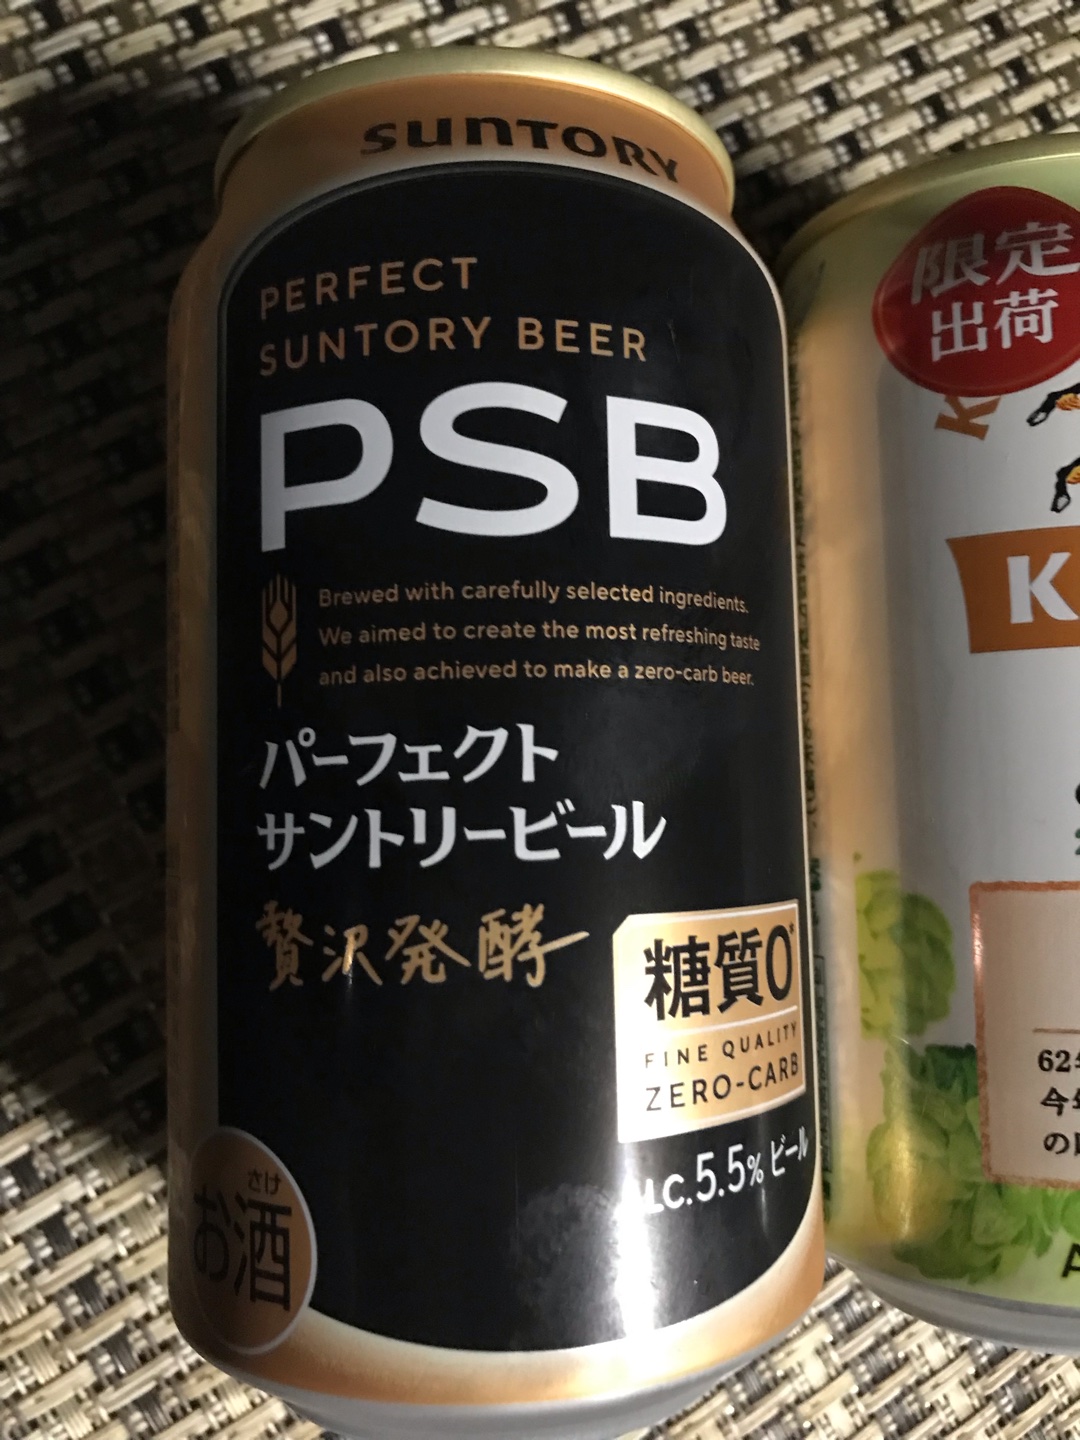 SUNTORY
PERFECT
SUNTORY BEER
PSB
Brewed with carefully selected ingredients.
We aimed to create the most refreshing taste
and also achieved to make a zero-carb beer.
パーフェクト
サントリービール
贅沢発酵
糖質0*
FINE QUALITY
ZERO-CARB
ALC.5.5% ビール
さけ
お酒
限定
出荷
K
62
今
の